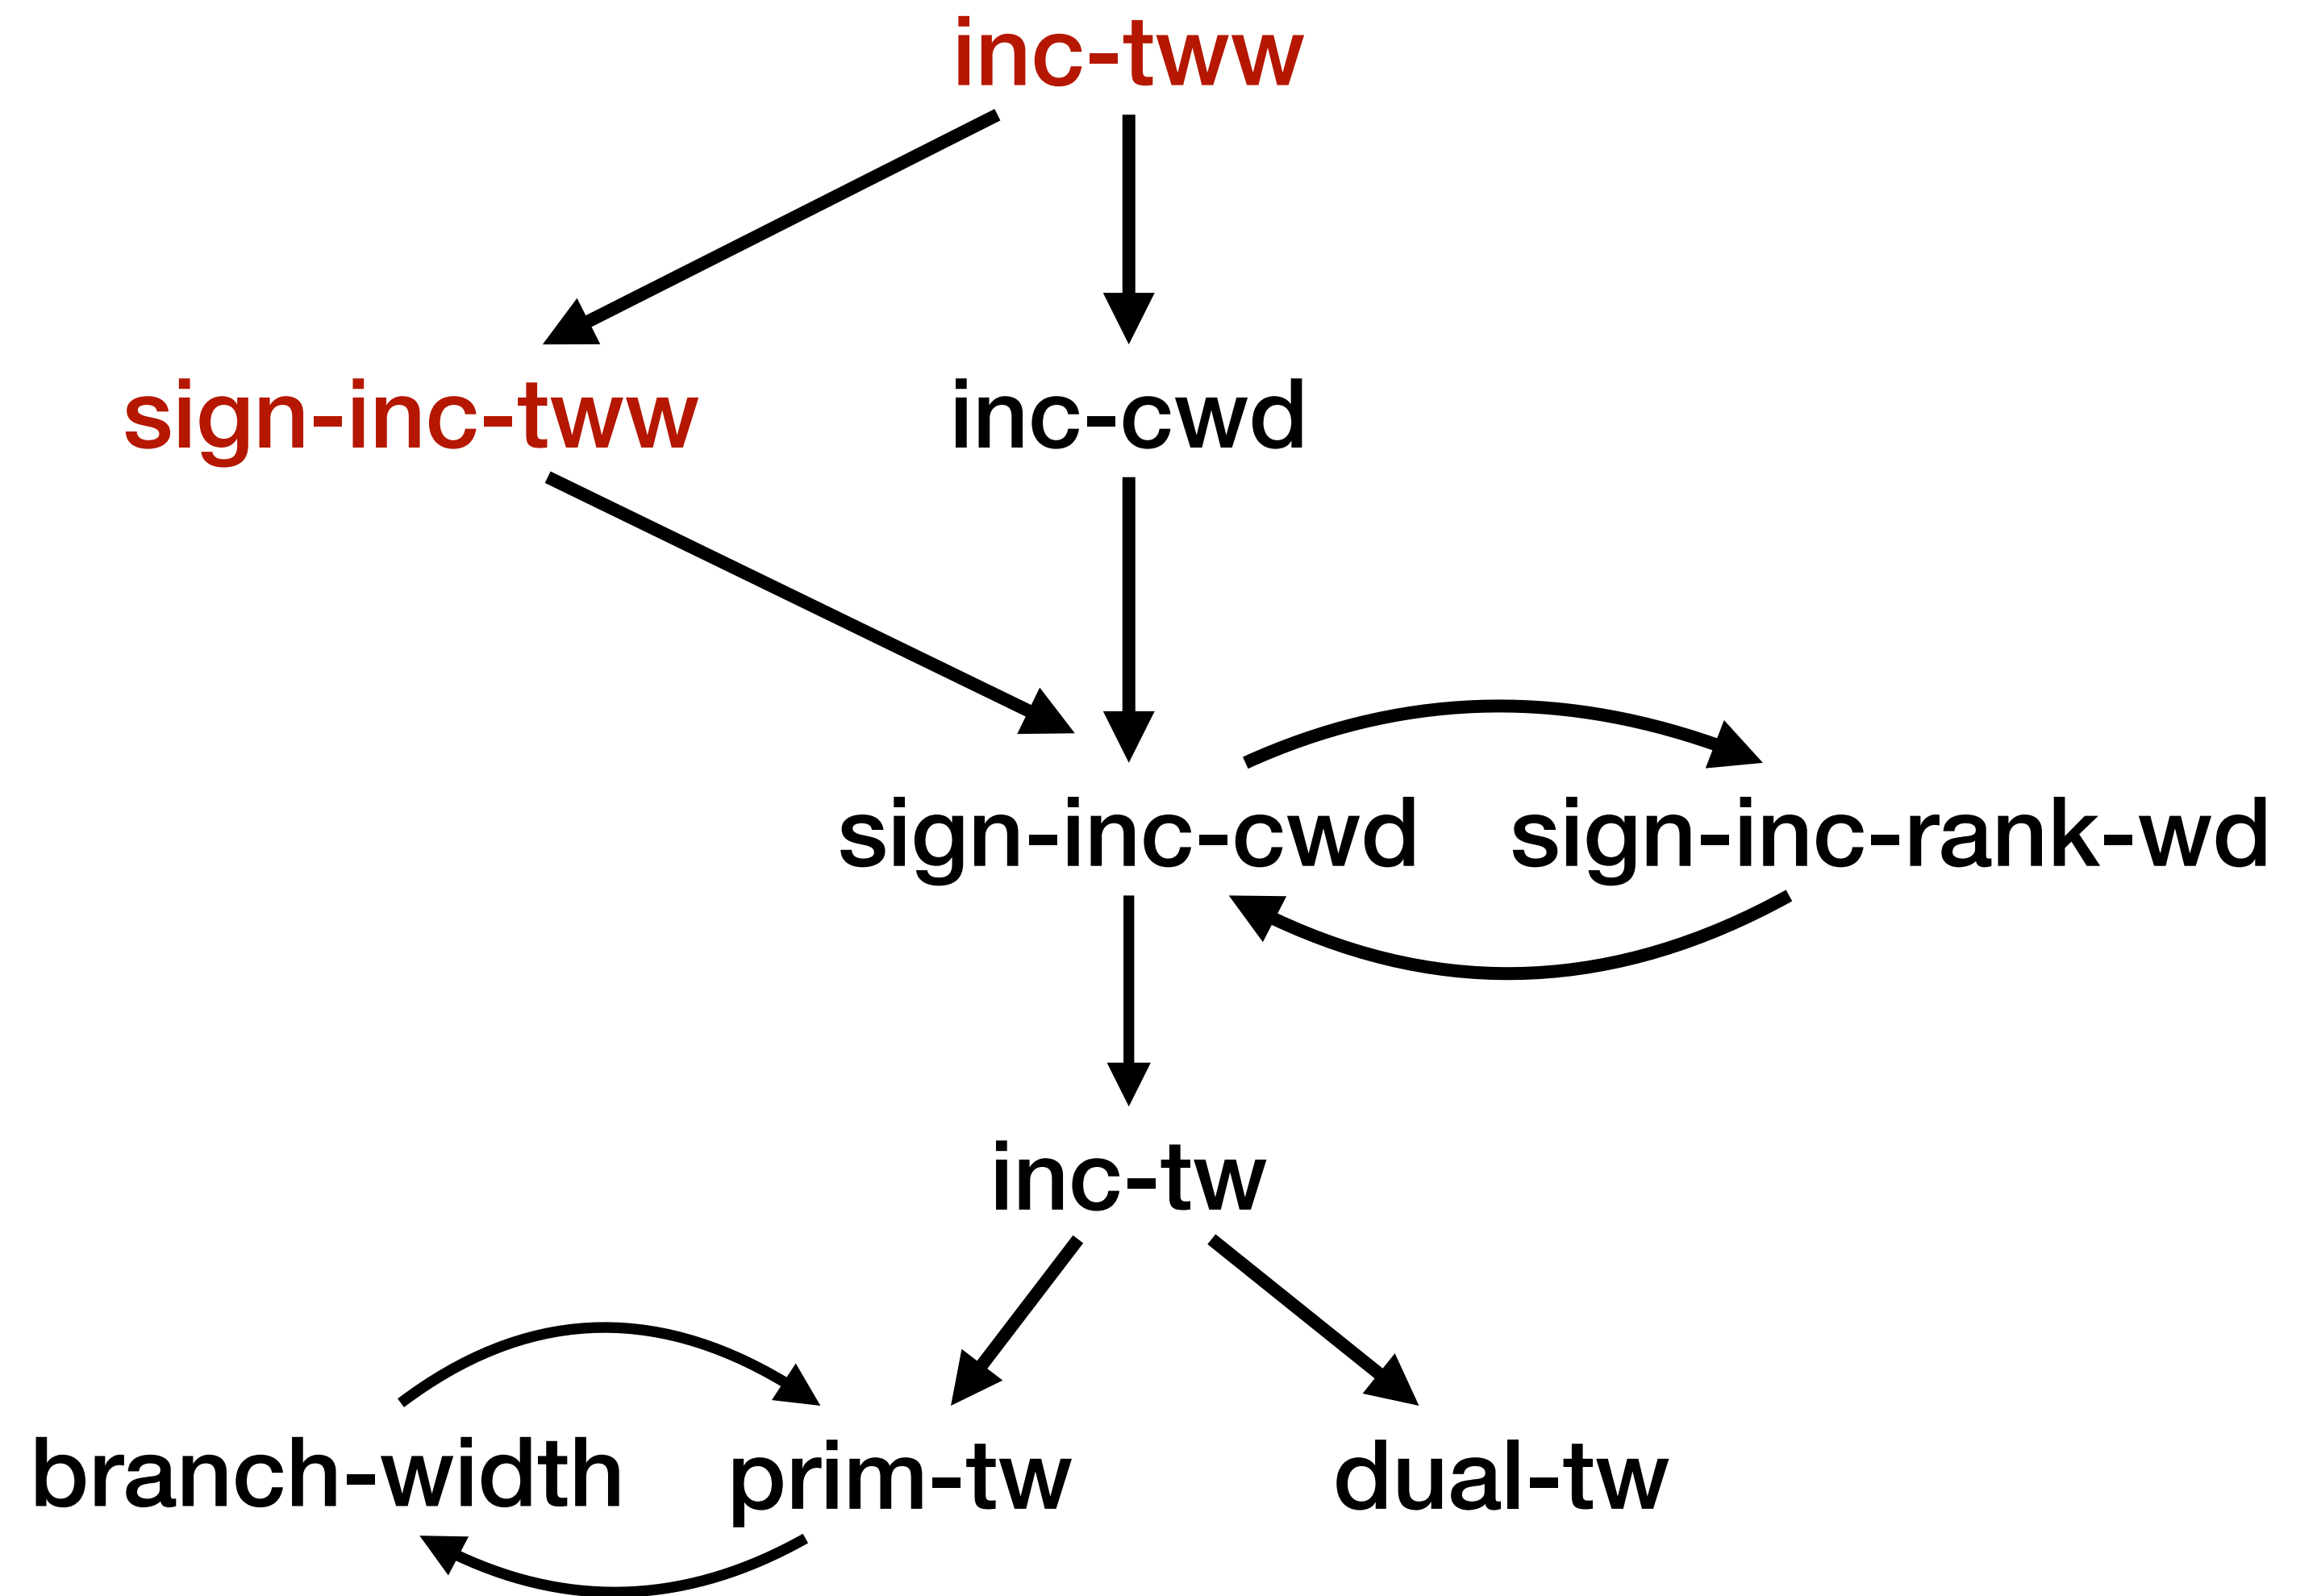 inc-tww
sign-inc-tww
inc-cwd
sign-inc-cwd
sign-inc-rank-wd
inc-tw
branch-width
prim-tw
dual-tw